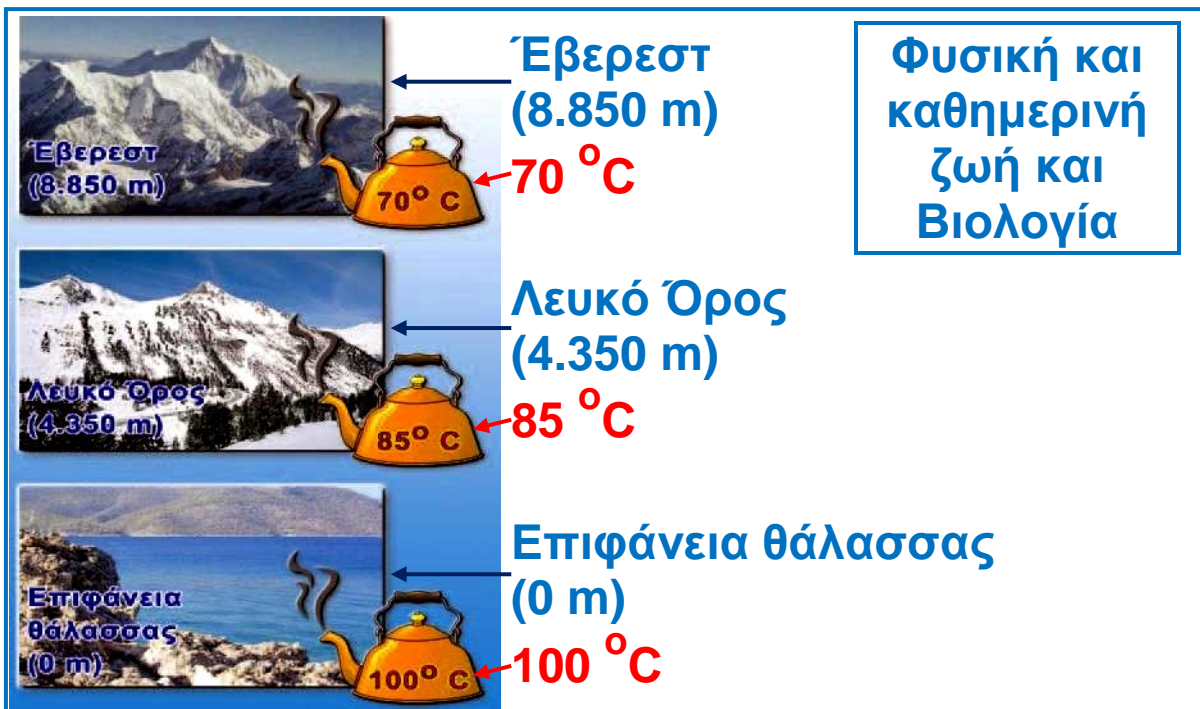 Έβερεστ
(8.850 m)
70° C
Έβερεστ
(8.850 m)
70 °C
Φυσική και
καθημερινή
ζωή και
Βιολογία
Λευκό Όρος
(4.350 m)
85° C
Λευκό Όρος
(4.350 m)
85 °C
Επιφάνεια
θάλασσας
(0 m)
100° C
Επιφάνεια θάλασσας
(0 m)
100 °C